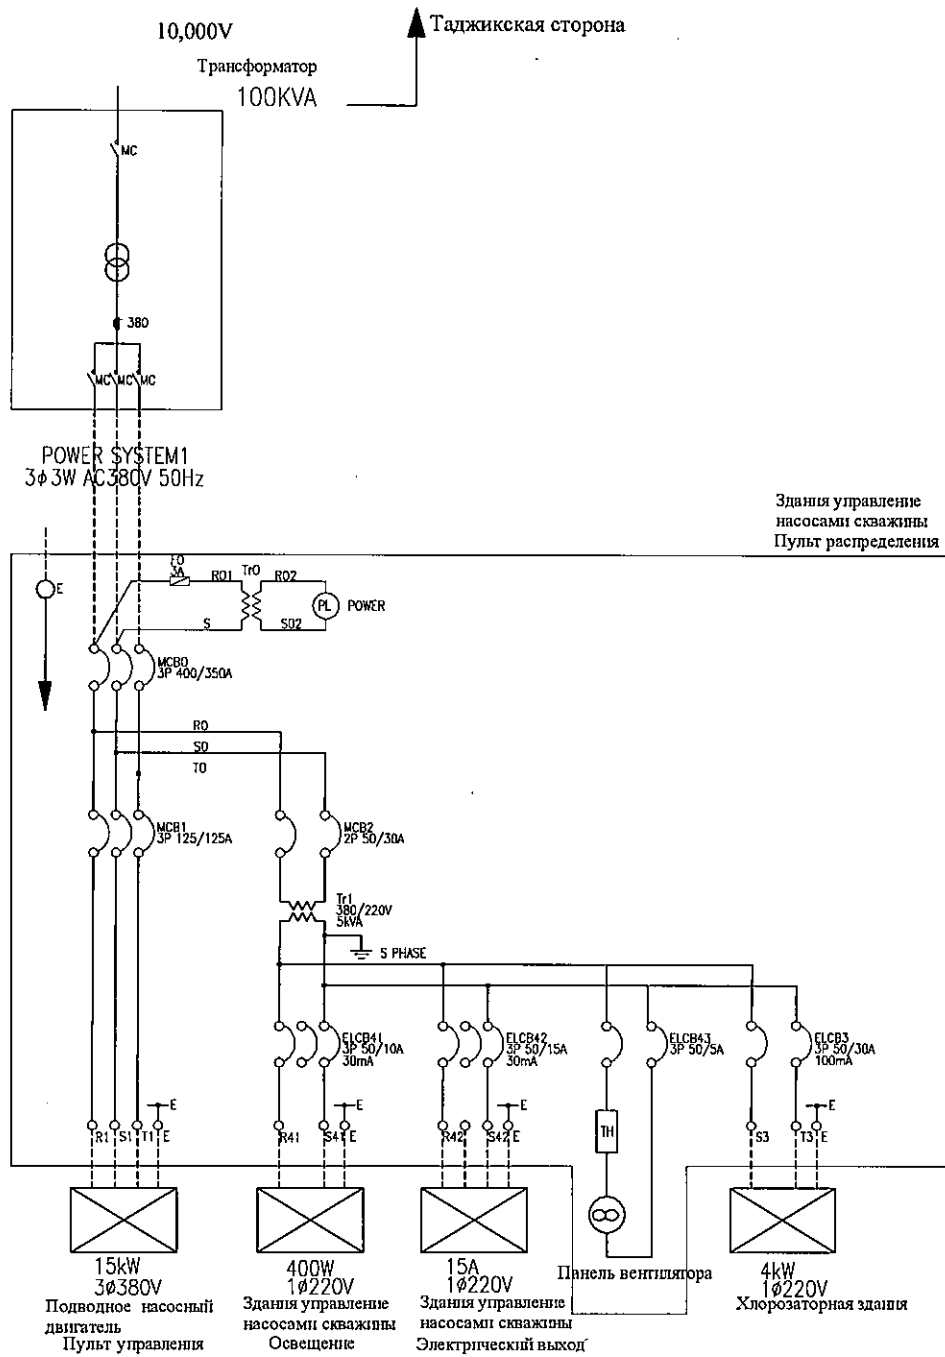 10,000V
Таджикская сторона
Трансформатор
100KVA
MC
380
MC MC MC
POWER SYSTEM1
3φ3W AC380V 50Hz
Здания управление
насосами скважины
Пульт распределения
E
3A
R01
Tr0
R02
PL
POWER
S
S02
MCB0
3P 400/350A
R0
S0
T0
MCB1
3P 125/125A
MCB2
2P 50/30A
Tr1
380/220V
5kVA
S PHASE
ELCB41
3P 50/10A
30mA
ELCB42
3P 50/15A
30mA
ELCB43
3P 50/5A
ELCB3
3P 50/30A
100mA
TH
E
E
E
E
R1 S1 T1 E
R41 S41 E
R42 S42 E
S3 T3 E
15kW
3φ380V
Подводное насосный
двигатель
Пульт управления
400W
1φ220V
Здания управление
насосами скважины
Освещение
15A
1φ220V
Здания управление
насосами скважины
Электрический выход
Панель вентилятора
4kW
1φ220V
Хлорозаторная здания